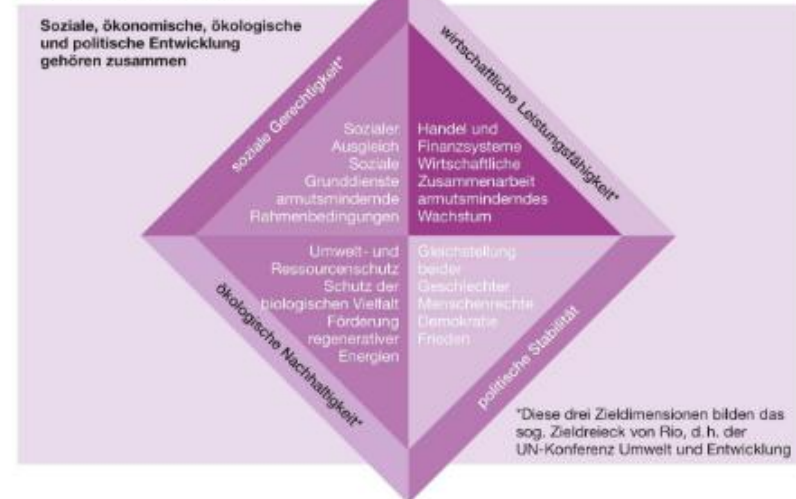 Soziale, ökonomische, ökologische
und politische Entwicklung
gehören zusammen
soziale Gerechtigkeit*
wirtschaftliche Leistungsfähigkeit*
Sozialer
Ausgleich
Soziale
Grunddienste
armutsmindernde
Rahmenbedingungen
Handel und
Finanzsysteme
Wirtschaftliche
Zusammenarbeit
armutsminderndes
Wachstum
Umwelt- und
Ressourcenschutz
Schutz der
biologischen Vielfalt
Förderung
regenerativer
Energien
Gleichstellung
beider
Geschlechter
Menschenrechte
Demokratie
Frieden
ökologische Nachhaltigkeit*
politische Stabilität
*Diese drei Zieldimensionen bilden das
sog. Zieldreieck von Rio, d. h. der
UN-Konferenz Umwelt und Entwicklung